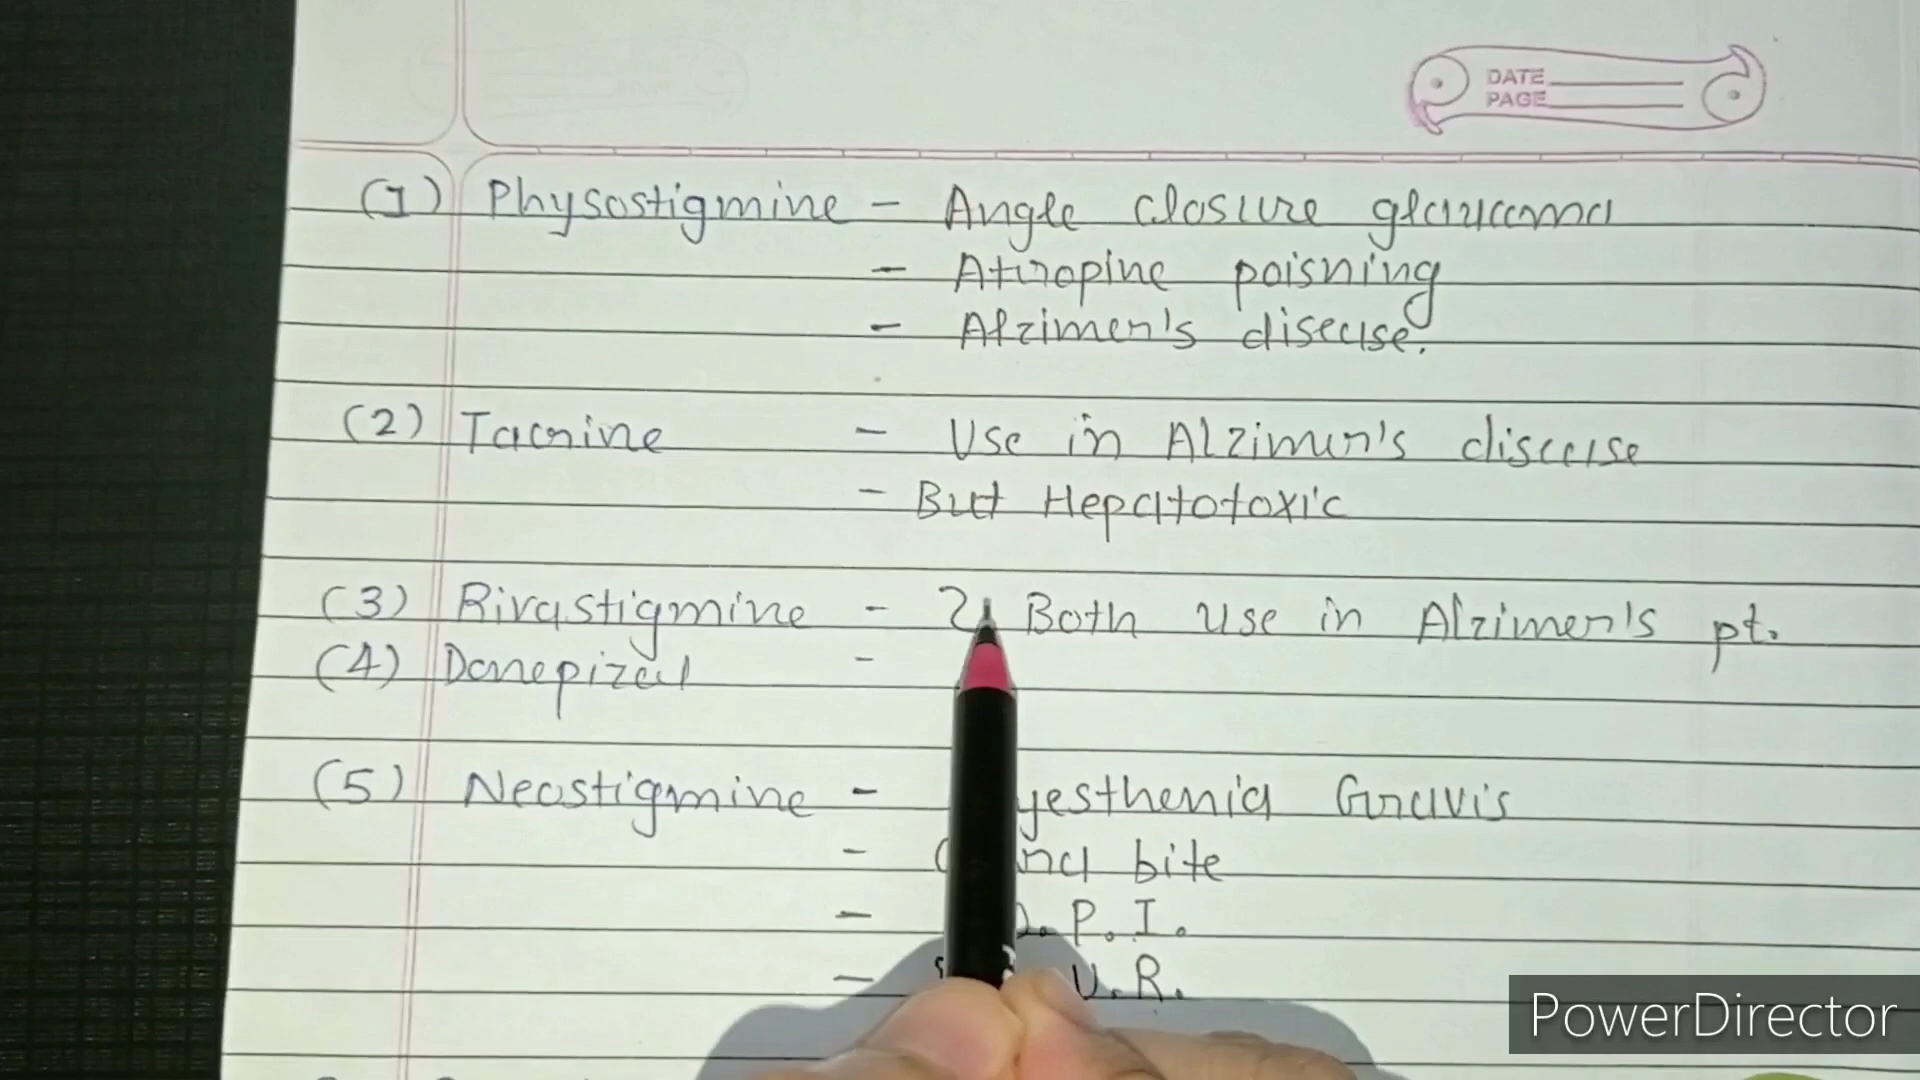 DATE
PAGE
(1) Physostigmine - Angle closure glaucoma
- Atropine poisning
- Alzimer's disease.
(2) Tacrine - Use in Alzimer's disease
- But Hepatotoxic
(3) Rivastigmine - Both Use in Alzimer's pt.
(4) Donepizal -
(5) Neostigmine - Gravis
- bite
- P. I.
- U. R.
PowerDirector